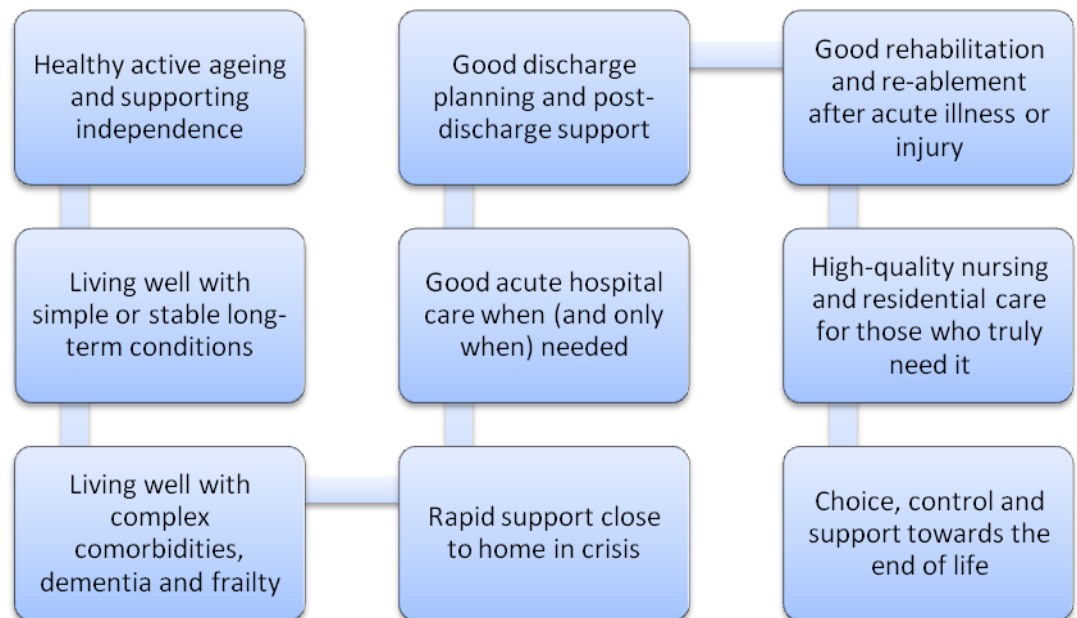 Healthy active ageing
and supporting
independence
Living well with
simple or stable long-
term conditions
Living well with
complex
comorbidities,
dementia and frailty
Rapid support close
to home in crisis
Good acute hospital
care when (and only
when) needed
Good discharge
planning and post-
discharge support
Good rehabilitation
and re-ablement
after acute illness or
injury
High-quality nursing
and residential care
for those who truly
need it
Choice, control and
support towards the
end of life